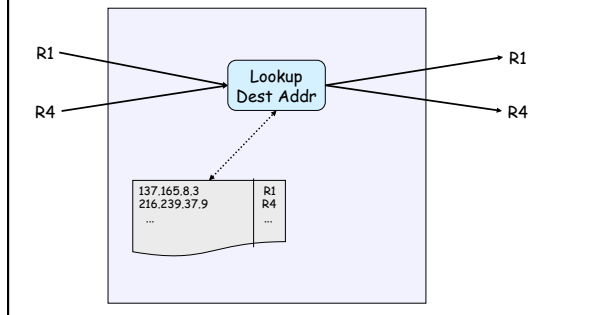 R1
R4
Lookup
Dest Addr
R1
R4
137.165.8.3 R1
216.239.37.9 R4
... ...